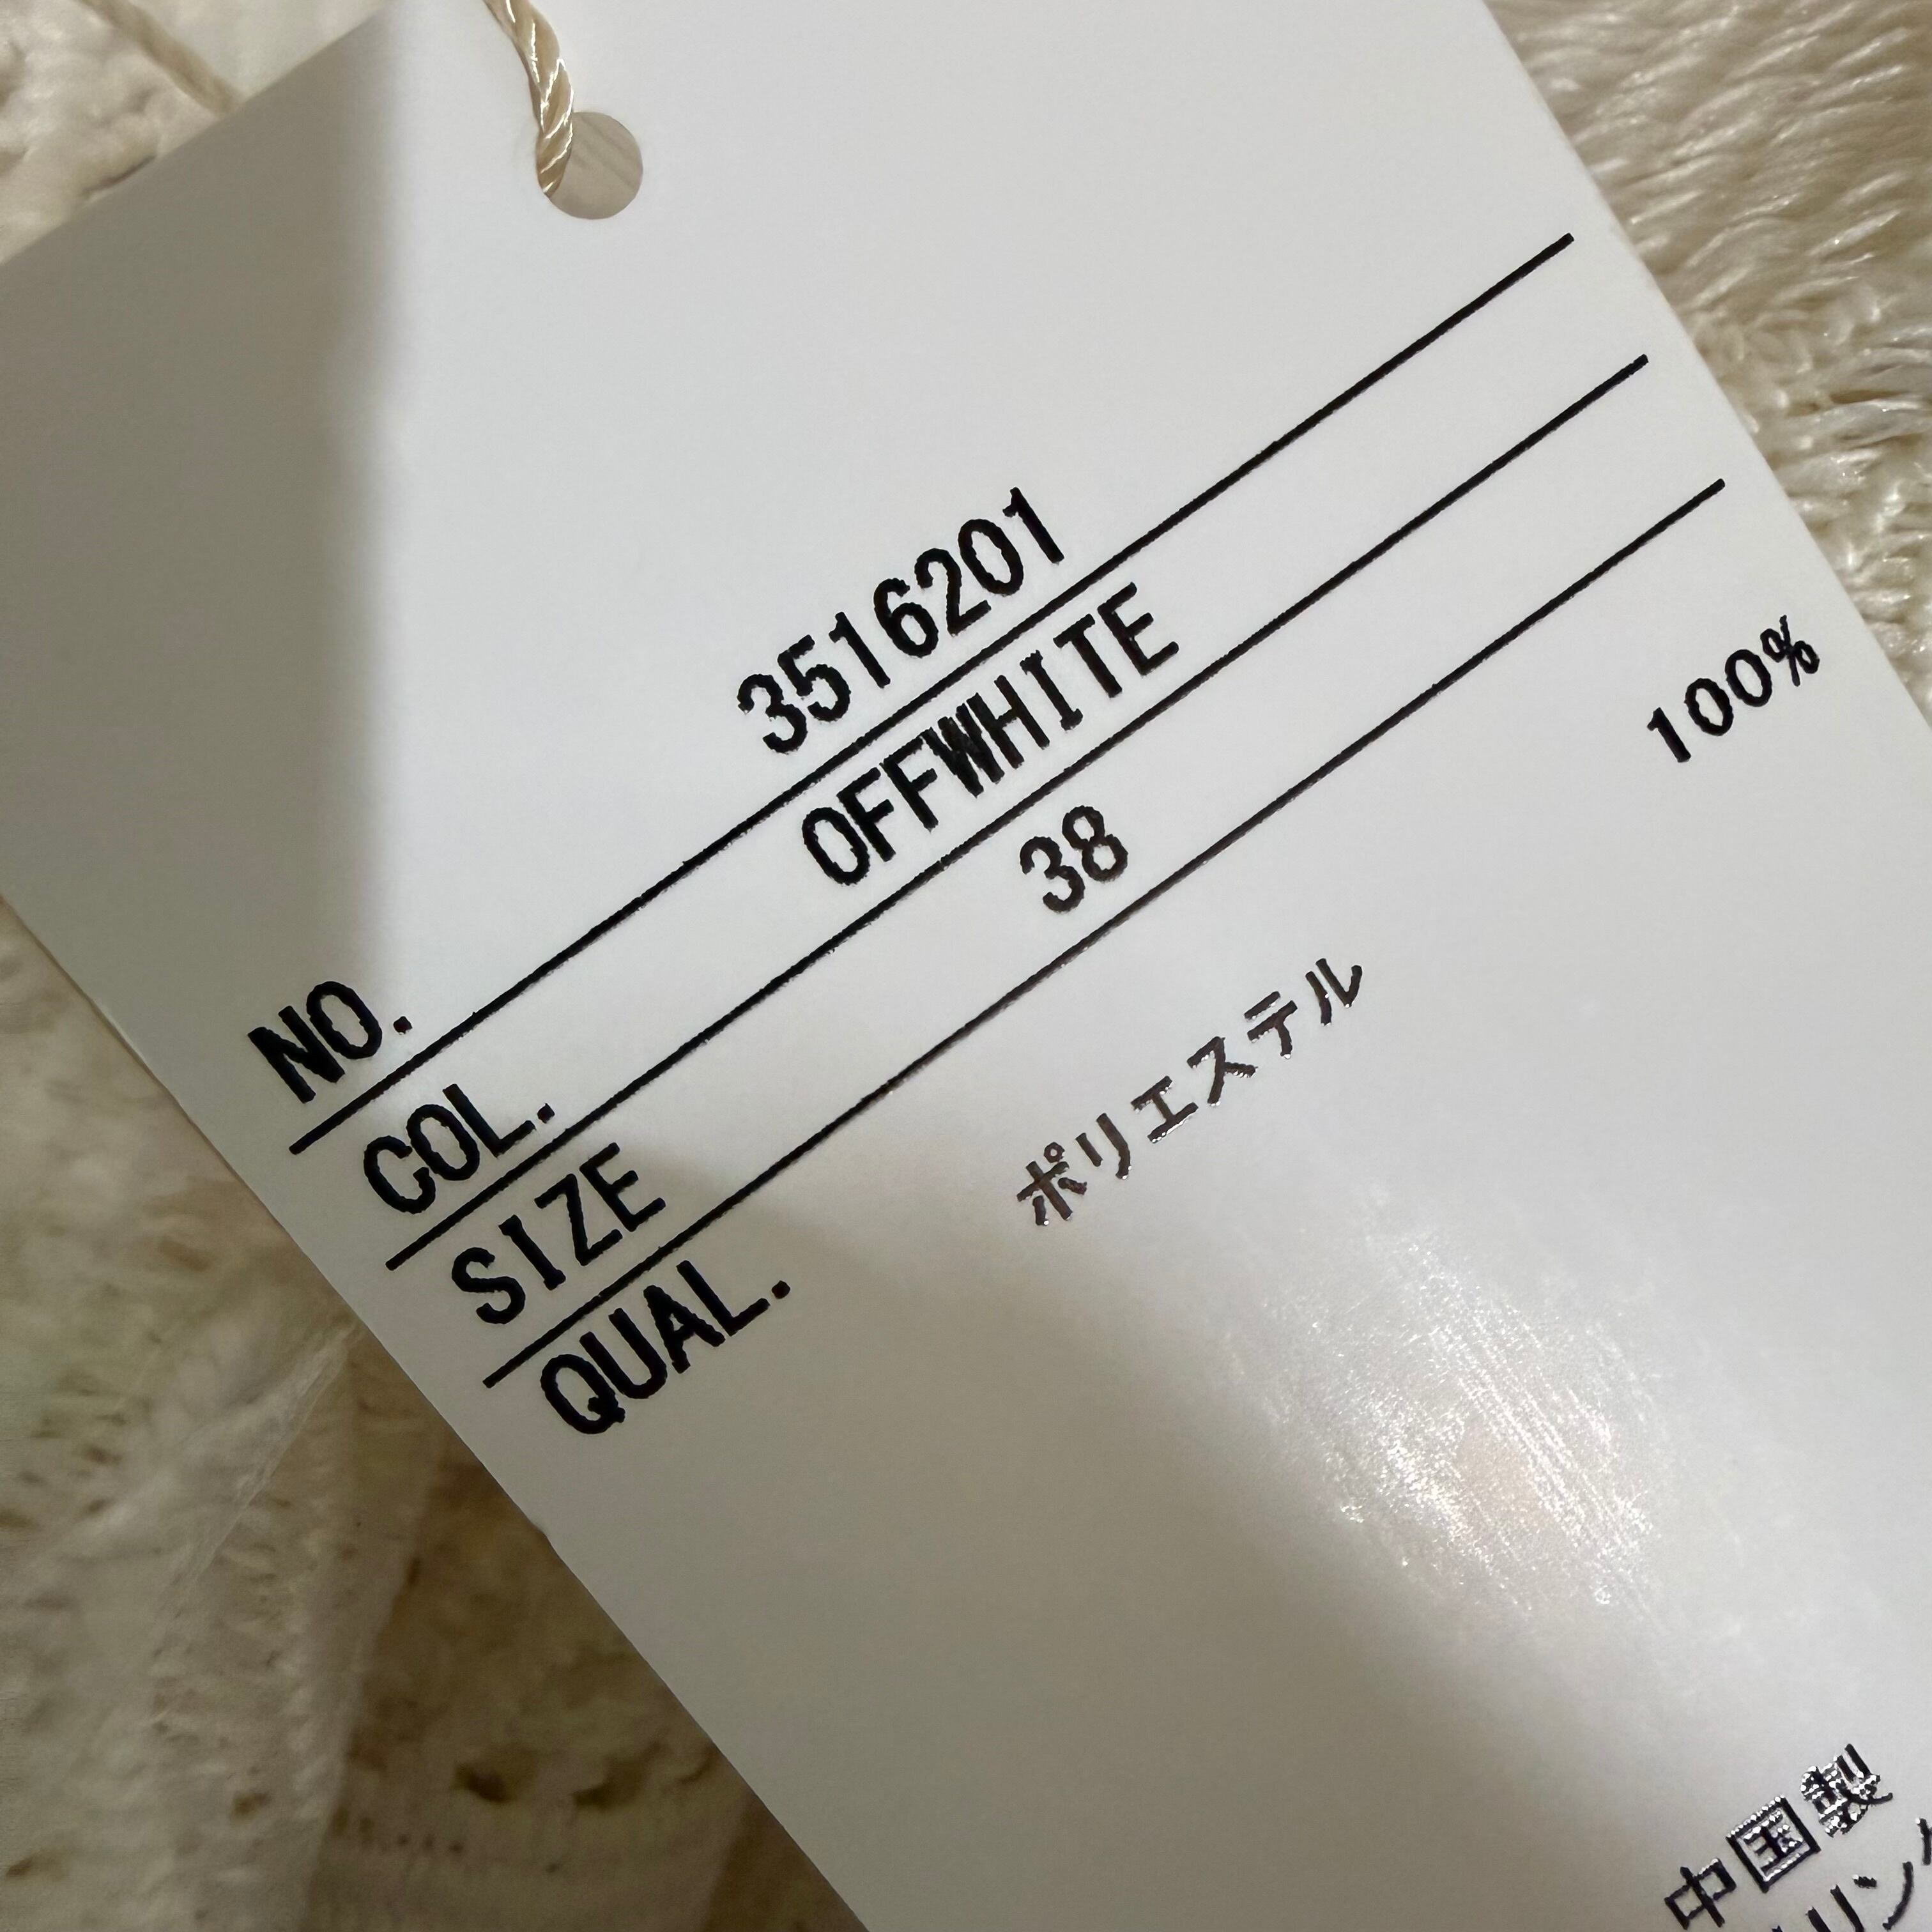 NO. 3516201
COL. OFFWHITE
SIZE 38
QUAL.
ポリエステル 100%
中国製